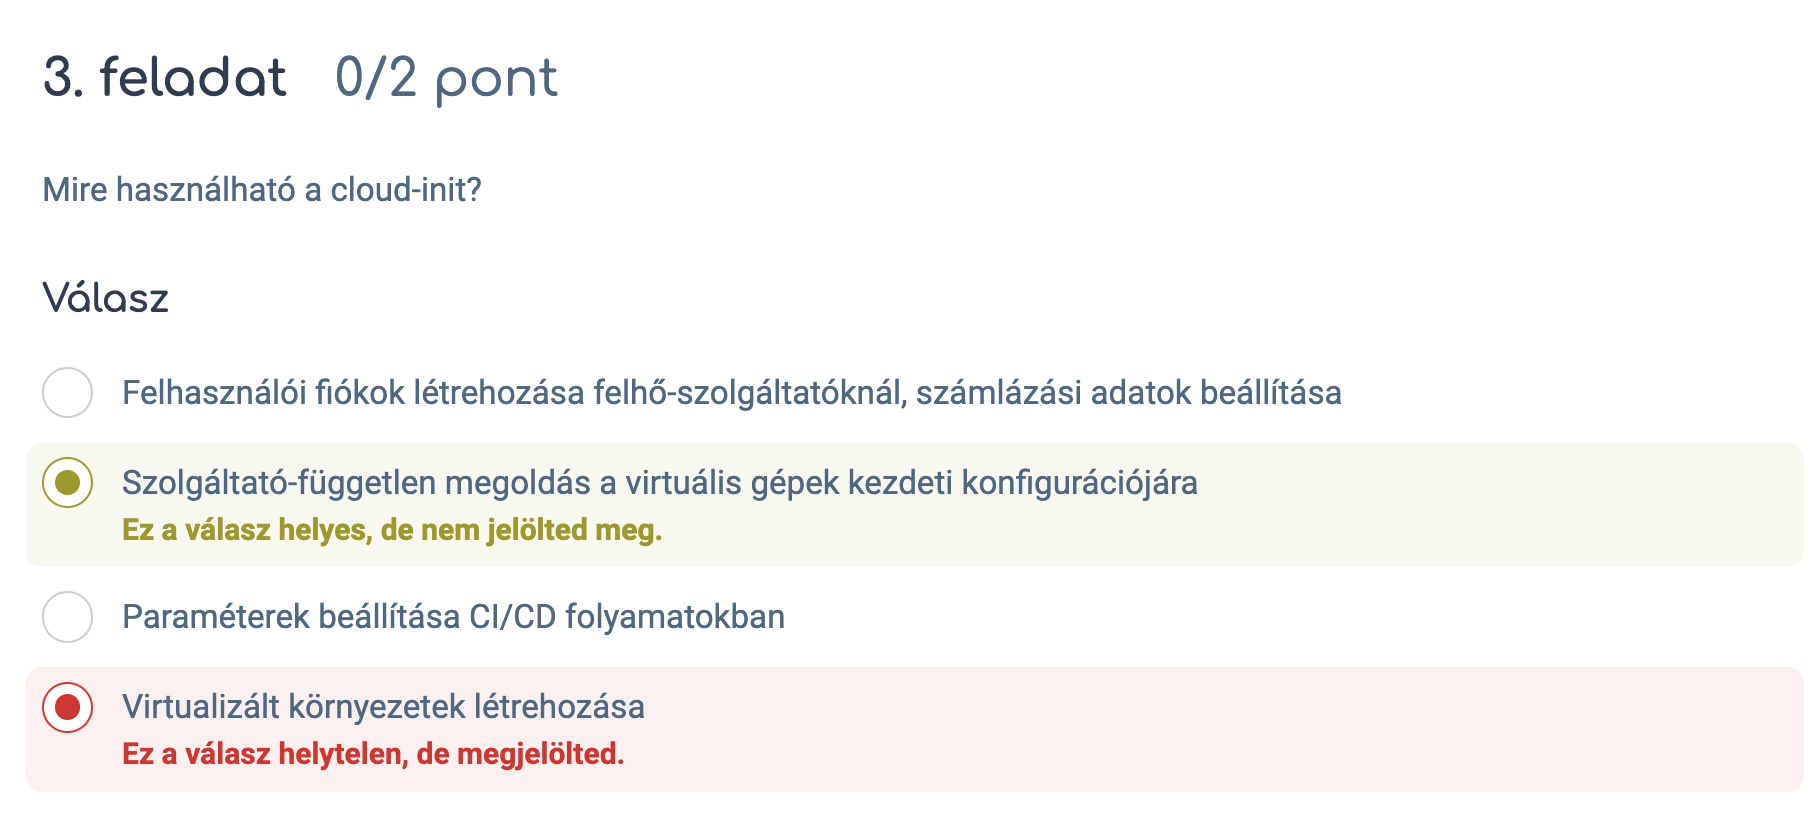 3. feladat 0/2 pont
Mire használható a cloud-init?
Válasz
Felhasználói fiókok létrehozása felhő-szolgáltatóknál, számlázási adatok beállítása
Szolgáltató-független megoldás a virtuális gépek kezdeti konfigurációjára
Ez a válasz helyes, de nem jelölted meg.
Paraméterek beállítása CI/CD folyamatokban
Virtualizált környezetek létrehozása
Ez a válasz helytelen, de megjelölted.